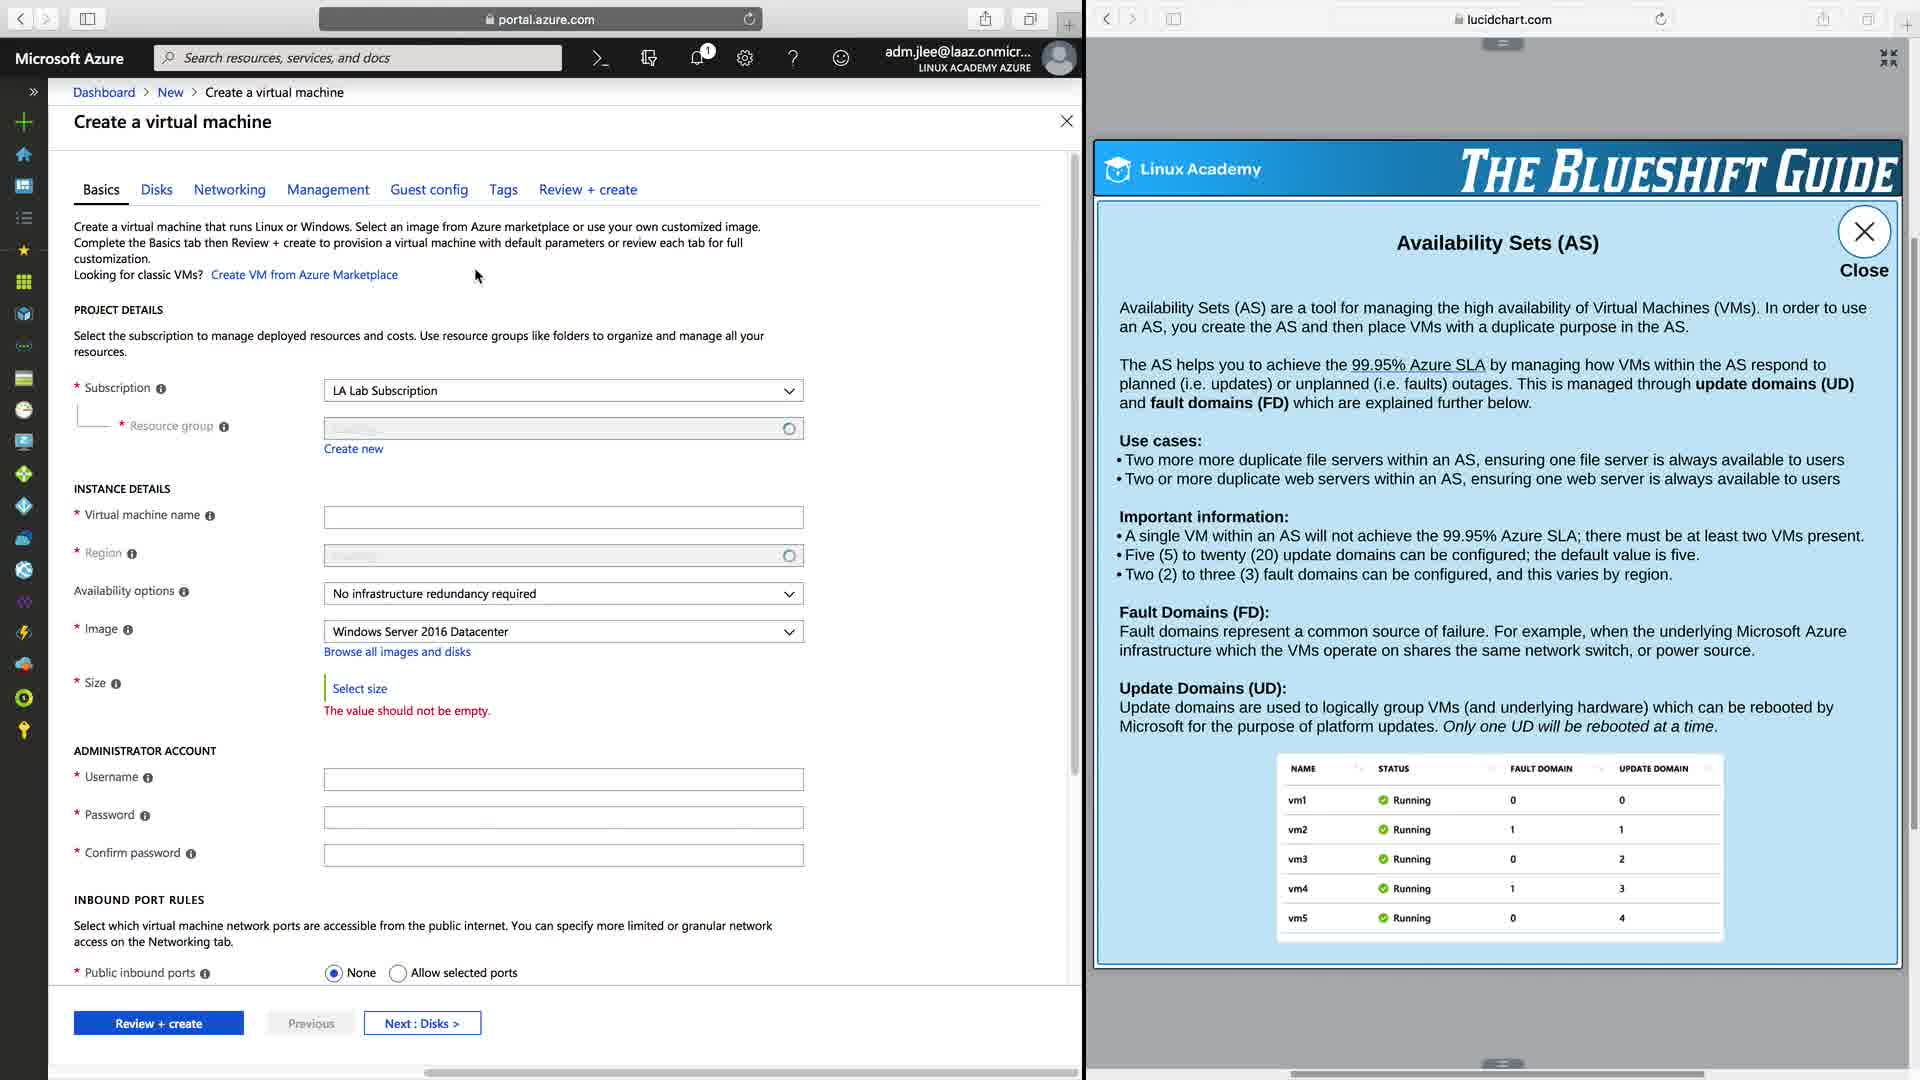 portal.azure.com
Microsoft Azure
Search resources, services, and docs
1
adm.jlee@laaz.onmicr...
LINUX ACADEMY AZURE
Dashboard > New > Create a virtual machine
Create a virtual machine
Basics Disks Networking Management Guest config Tags Review + create
Create a virtual machine that runs Linux or Windows. Select an image from Azure marketplace or use your own customized image.
Complete the Basics tab then Review + create to provision a virtual machine with default parameters or review each tab for full
customization.
Looking for classic VMs? Create VM from Azure Marketplace
PROJECT DETAILS
Select the subscription to manage deployed resources and costs. Use resource groups like folders to organize and manage all your
resources.
* Subscription
LA Lab Subscription
* Resource group
Create new
INSTANCE DETAILS
* Virtual machine name
* Region
Availability options
No infrastructure redundancy required
* Image
Windows Server 2016 Datacenter
Browse all images and disks
* Size
Select size
The value should not be empty.
ADMINISTRATOR ACCOUNT
* Username
* Password
* Confirm password
INBOUND PORT RULES
Select which virtual machine network ports are accessible from the public internet. You can specify more limited or granular network
access on the Networking tab.
* Public inbound ports
None Allow selected ports
Review + create Previous Next : Disks >
lucidchart.com
Linux Academy
THE BLUESHIFT GUIDE
Availability Sets (AS)
Close
Availability Sets (AS) are a tool for managing the high availability of Virtual Machines (VMs). In order to use
an AS, you create the AS and then place VMs with a duplicate purpose in the AS.
The AS helps you to achieve the 99.95% Azure SLA by managing how VMs within the AS respond to
planned (i.e. updates) or unplanned (i.e. faults) outages. This is managed through update domains (UD)
and fault domains (FD) which are explained further below.
Use cases:
• Two more more duplicate file servers within an AS, ensuring one file server is always available to users
• Two or more duplicate web servers within an AS, ensuring one web server is always available to users
Important information:
• A single VM within an AS will not achieve the 99.95% Azure SLA; there must be at least two VMs present.
• Five (5) to twenty (20) update domains can be configured; the default value is five.
• Two (2) to three (3) fault domains can be configured, and this varies by region.
Fault Domains (FD):
Fault domains represent a common source of failure. For example, when the underlying Microsoft Azure
infrastructure which the VMs operate on shares the same network switch, or power source.
Update Domains (UD):
Update domains are used to logically group VMs (and underlying hardware) which can be rebooted by
Microsoft for the purpose of platform updates. Only one UD will be rebooted at a time.
NAME STATUS FAULT DOMAIN UPDATE DOMAIN
vm1 Running 0 0
vm2 Running 1 1
vm3 Running 0 2
vm4 Running 1 3
vm5 Running 0 4